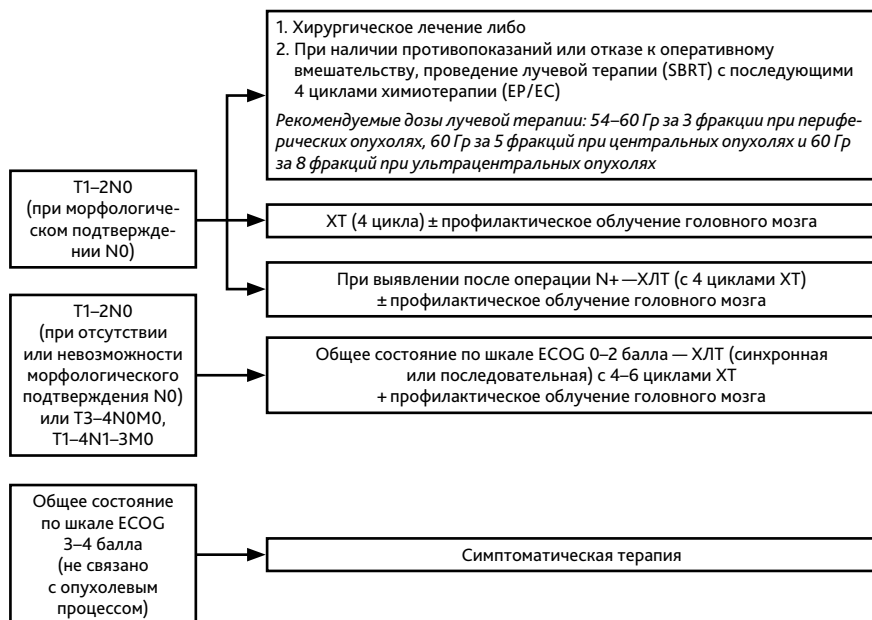 1. Хирургическое лечение либо
2. При наличии противопоказаний или отказе к оперативному
вмешательству, проведение лучевой терапии (SBRT) с последующими
4 циклами химиотерапии (EP/EC)
Рекомендуемые дозы лучевой терапии: 54–60 Гр за 3 фракции при перифе-
рических опухолях, 60 Гр за 5 фракций при центральных опухолях и 60 Гр
за 8 фракций при ультрацентральных опухолях
T1–2N0
(при морфологиче-
ском подтвержде-
нии N0)
ХТ (4 цикла) ± профилактическое облучение головного мозга
При выявлении после операции N+ —ХЛТ (с 4 циклами ХТ)
± профилактическое облучение головного мозга
T1–2N0
(при отсутствии
или невозможности
морфологического
подтверждения N0)
или T3–4N0M0,
T1–4N1–3M0
Общее состояние по шкале ECOG 0–2 балла — ХЛТ (синхронная
или последовательная) с 4–6 циклами ХТ
+ профилактическое облучение головного мозга
Общее состояние
по шкале ECOG
3–4 балла
(не связано
с опухолевым
процессом)
Симптоматическая терапия